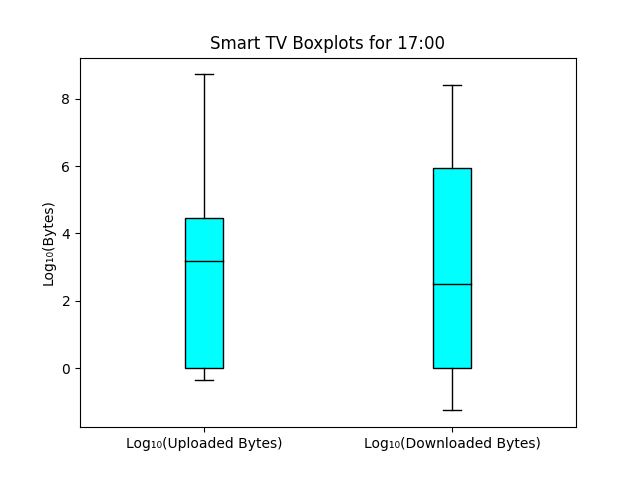 Smart TV Boxplots for 17:00
Log₁₀(Bytes)
8
6
4
2
0
Log₁₀(Uploaded Bytes)
Log₁₀(Downloaded Bytes)